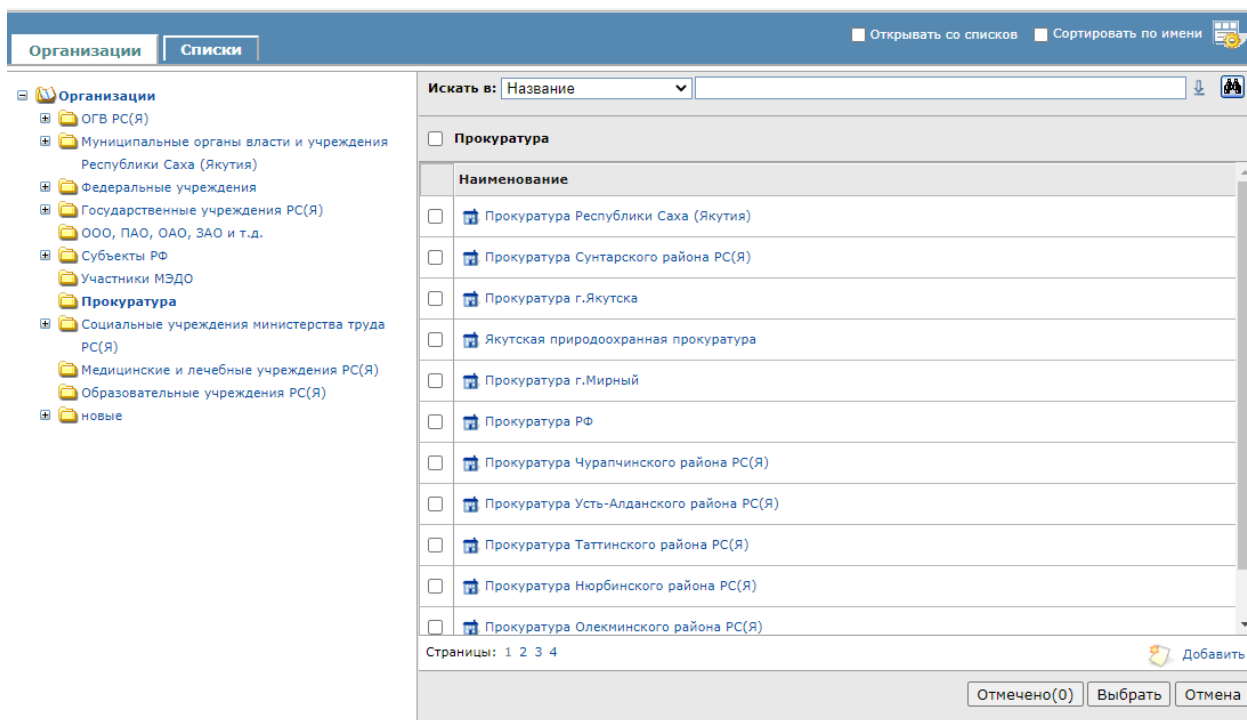 Организации
Списки
Открывать со списков
Сортировать по имени
Организации
ОГВ РС(Я)
Муниципальные органы власти и учреждения
Республики Саха (Якутия)
Федеральные учреждения
Государственные учреждения РС(Я)
ООО, ПАО, ОАО, ЗАО и т.д.
Субъекты РФ
Участники МЭДО
Прокуратура
Социальные учреждения министерства труда
РС(Я)
Медицинские и лечебные учреждения РС(Я)
Образовательные учреждения РС(Я)
новые
Искать в: Название
Прокуратура
Наименование
Прокуратура Республики Саха (Якутия)
Прокуратура Сунтарского района РС(Я)
Прокуратура г.Якутска
Якутская природоохранная прокуратура
Прокуратура г.Мирный
Прокуратура РФ
Прокуратура Чурапчинского района РС(Я)
Прокуратура Усть-Алданского района РС(Я)
Прокуратура Таттинского района РС(Я)
Прокуратура Нюрбинского района РС(Я)
Прокуратура Олекминского района РС(Я)
Страницы: 1 2 3 4
Добавить
Отмечено(0)
Выбрать
Отмена